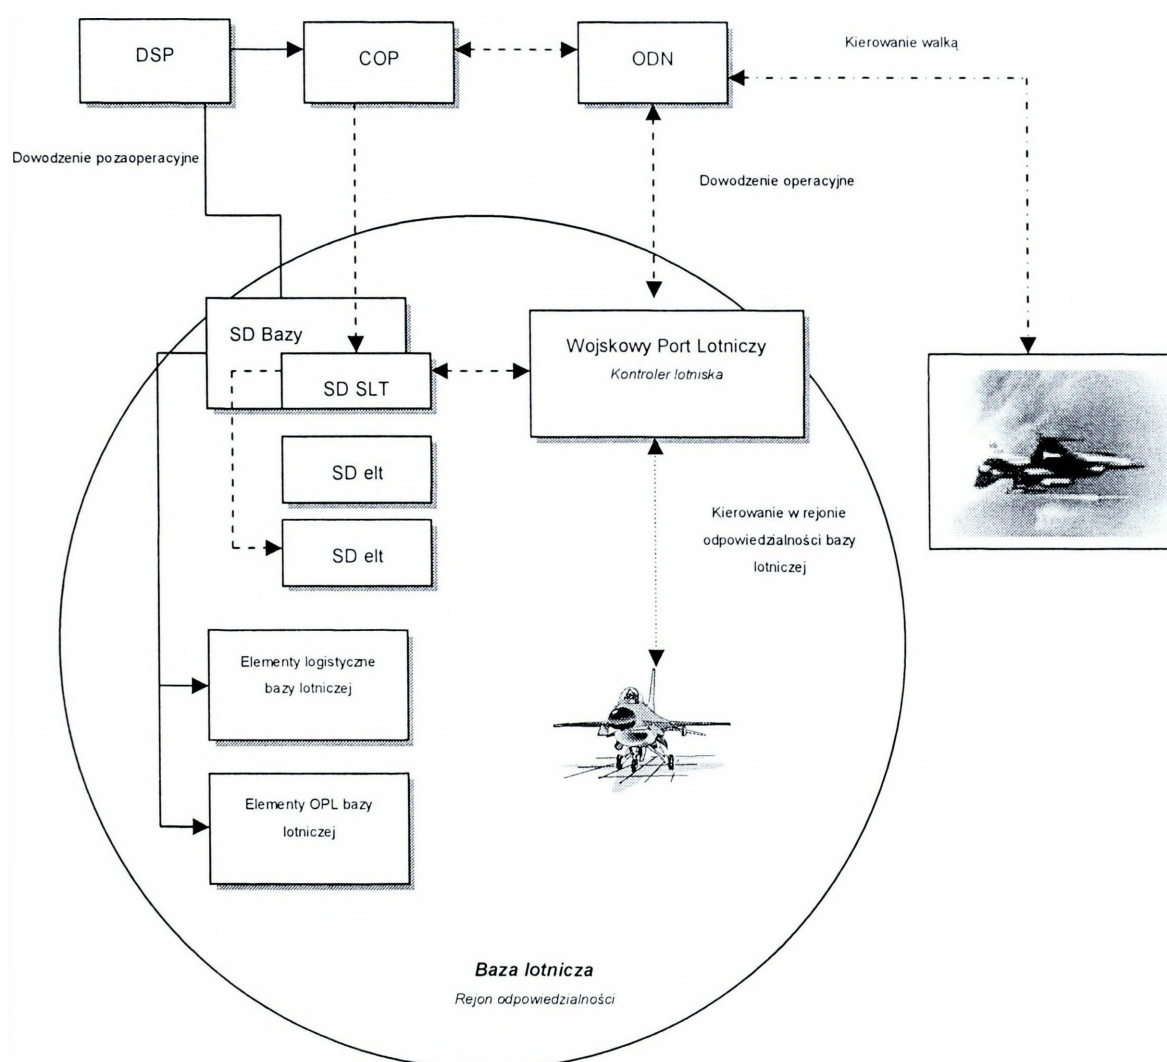 DSP
COP
ODN
Kierowanie walką
Dowodzenie pozaoperacyjne
Dowodzenie operacyjne
SD Bazy
SD SLT
Wojskowy Port Lotniczy
Kontroler lotniska
SD elt
SD elt
Kierowanie w rejonie
odpowiedzialności bazy
lotniczej
Elementy logistyczne
bazy lotniczej
Elementy OPL bazy
lotniczej
Baza lotnicza
Rejon odpowiedzialności